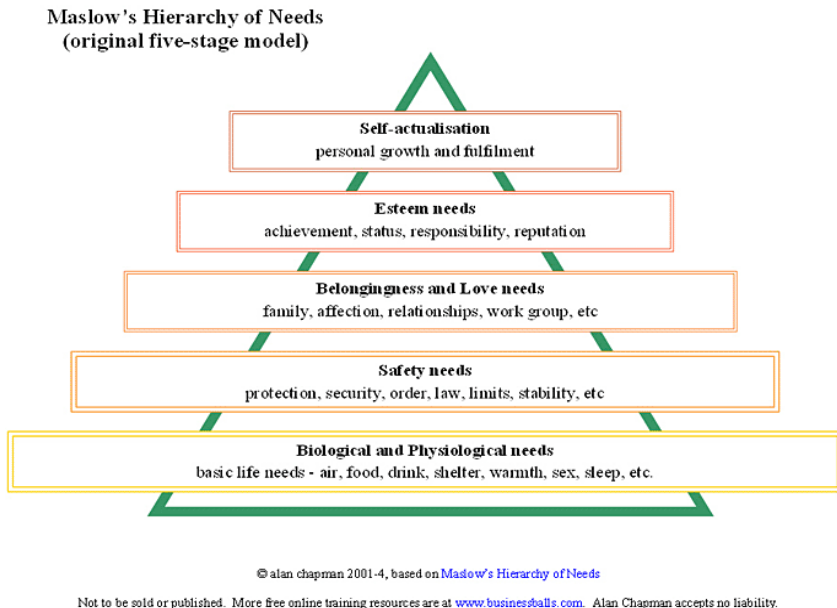 Maslow's Hierarchy of Needs
(original five-stage model)
Self-actualisation
personal growth and fulfilment
Esteem needs
achievement, status, responsibility, reputation
Belongingness and Love needs
family, affection, relationships, work group, etc
Safety needs
protection, security, order, law, limits, stability, etc
Biological and Physiological needs
basic life needs - air, food, drink, shelter, warmth, sex, sleep, etc.
© alan chapman 2001-4, based on Maslow's Hierarchy of Needs
Not to be sold or published. More free online training resources are at www.businessballs.com. Alan Chapman accepts no liability.